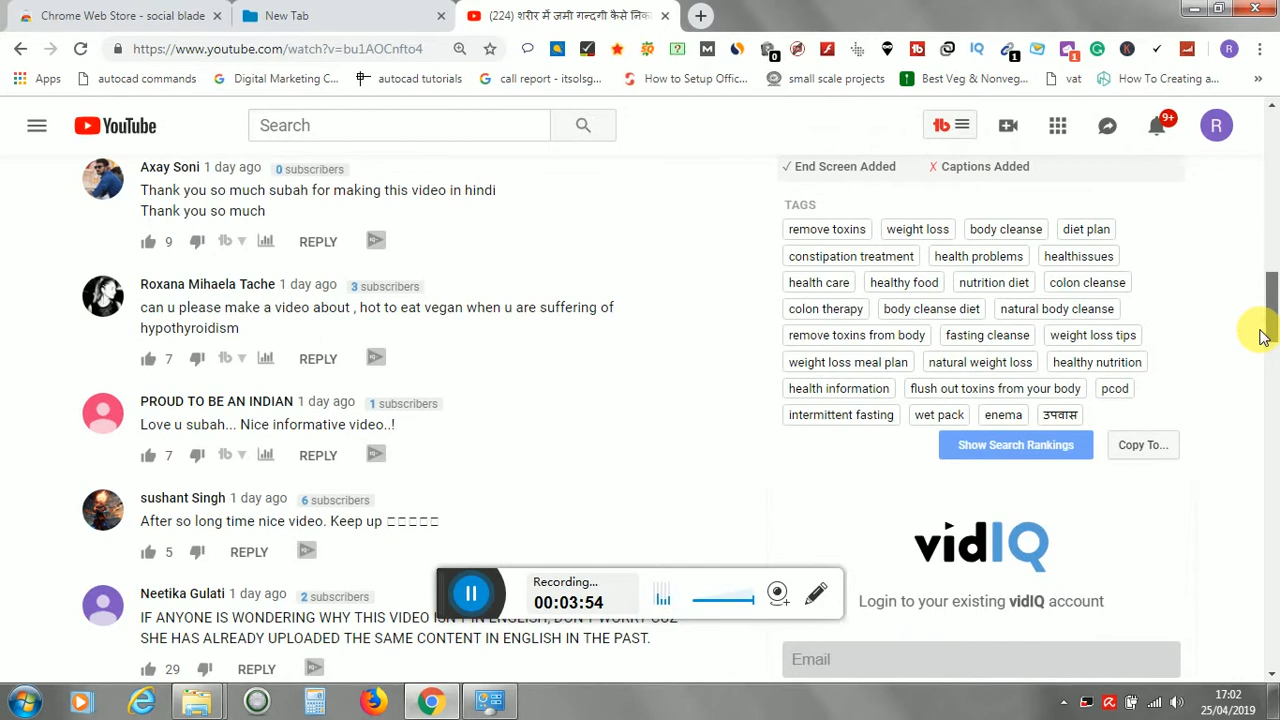 Chrome Web Store - social blade
New Tab
(224) शरीर में जमी गन्दगी कैसे निक
https://www.youtube.com/watch?v=bu1AOCnfto4
Apps
autocad commands
Digital Marketing C...
autocad tutorials
call report - itsolgs...
How to Setup Offic...
small scale projects
Best Veg & Nonveg...
vat
How To Creating a...
»
YouTube
Search
9+
R
Axay Soni 1 day ago 0 subscribers
Thank you so much subah for making this video in hindi
Thank you so much
9 REPLY
Roxana Mihaela Tache 1 day ago 3 subscribers
can u please make a video about , hot to eat vegan when u are suffering of
hypothyroidism
7 REPLY
PROUD TO BE AN INDIAN 1 day ago 1 subscribers
Love u subah... Nice informative video..!
7 REPLY
sushant Singh 1 day ago 6 subscribers
After so long time nice video. Keep up
5 REPLY
Neetika Gulati 1 day ago 2 subscribers
IF ANYONE IS WONDERING WHY THIS VIDEO ISN'T IN ENGLISH, DON'T WORRY COZ
SHE HAS ALREADY UPLOADED THE SAME CONTENT IN ENGLISH IN THE PAST.
29 REPLY
✓ End Screen Added ✗ Captions Added
TAGS
remove toxins weight loss body cleanse diet plan
constipation treatment health problems healthissues
health care healthy food nutrition diet colon cleanse
colon therapy body cleanse diet natural body cleanse
remove toxins from body fasting cleanse weight loss tips
weight loss meal plan natural weight loss healthy nutrition
health information flush out toxins from your body pcod
intermittent fasting wet pack enema उपवास
Show Search Rankings Copy To...
vidIQ
Login to your existing vidIQ account
Email
Recording...
00:03:54
17:02
25/04/2019